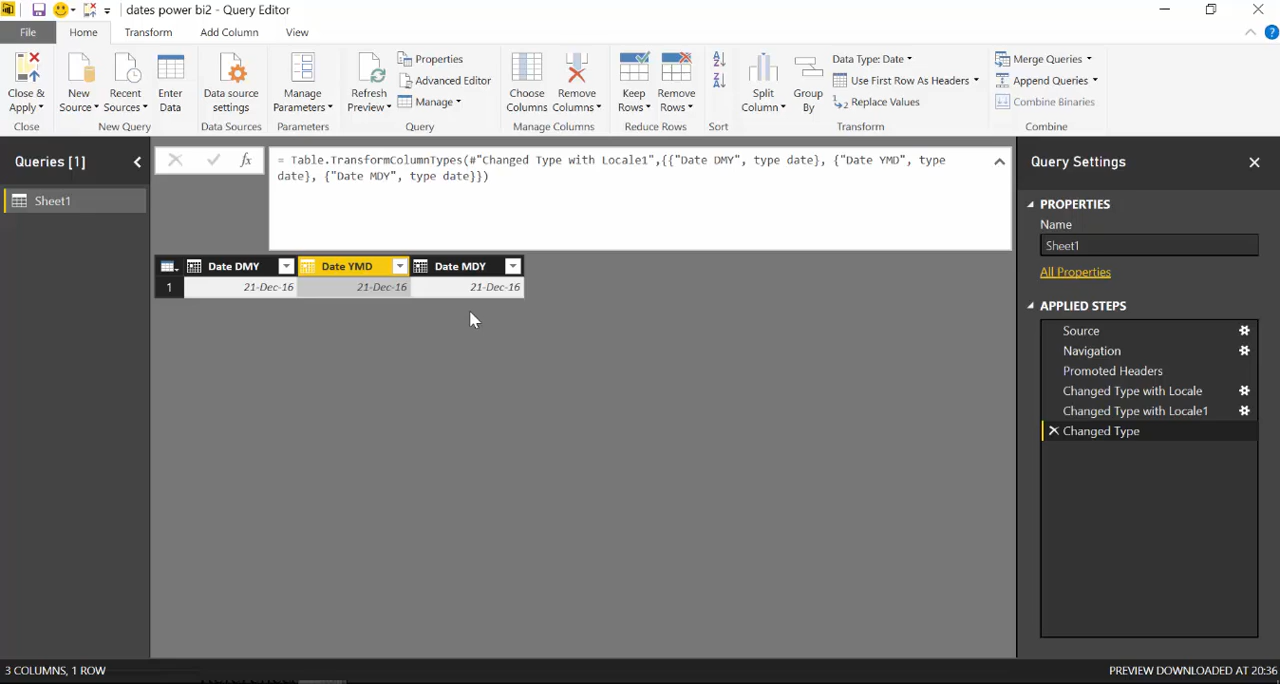 dates power bi2 - Query Editor
File Home Transform Add Column View
Close & Apply
New Source
Recent Sources
Enter Data
Data source settings
Manage Parameters
Refresh Preview
Properties
Advanced Editor
Manage
Choose Columns
Remove Columns
Keep Rows
Remove Rows
Split Column
Group By
Data Type: Date
Use First Row As Headers
Replace Values
Merge Queries
Append Queries
Combine Binaries
Close New Query Data Sources Parameters Query Manage Columns Reduce Rows Sort Transform Combine
Queries [1]
Sheet1
= Table.TransformColumnTypes(#"Changed Type with Locale1",{{"Date DMY", type date}, {"Date YMD", type
date}, {"Date MDY", type date}})
Date DMY Date YMD Date MDY
1 21-Dec-16 21-Dec-16 21-Dec-16
Query Settings
PROPERTIES
Name
Sheet1
All Properties
APPLIED STEPS
Source
Navigation
Promoted Headers
Changed Type with Locale
Changed Type with Locale1
Changed Type
3 COLUMNS, 1 ROW
PREVIEW DOWNLOADED AT 20:36